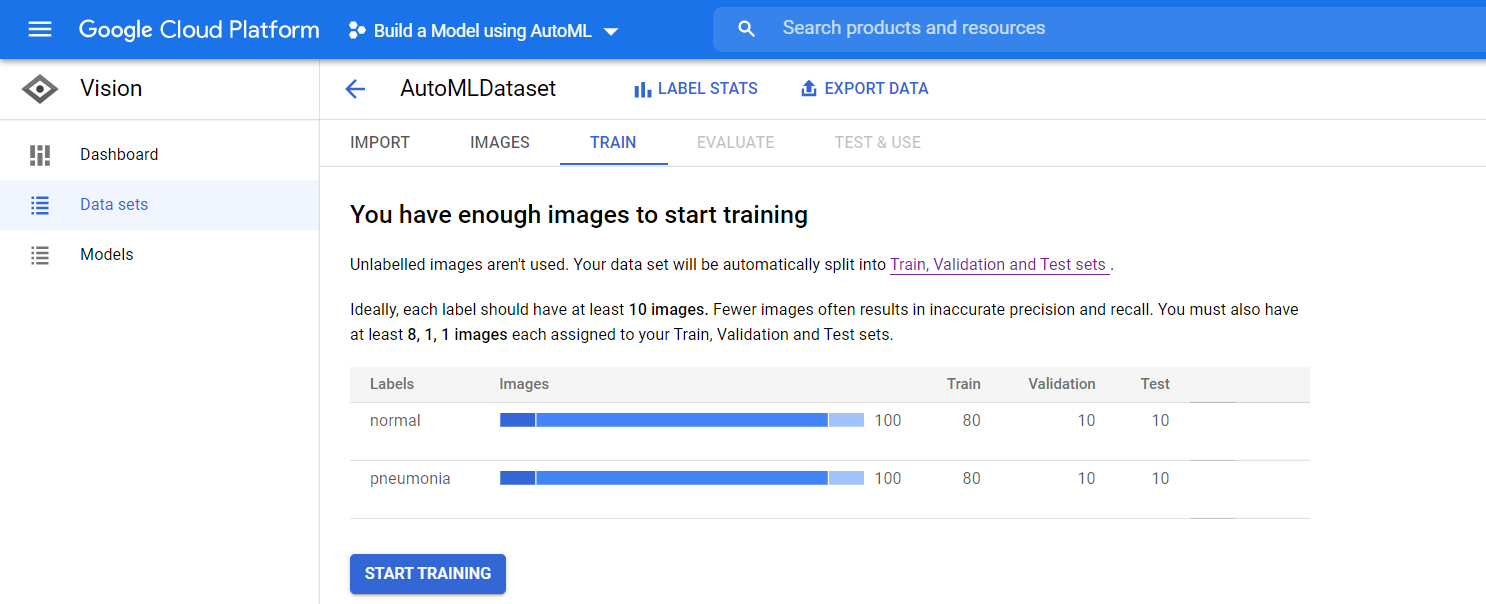 Google Cloud Platform Build a Model using AutoML Search products and resources
Vision AutoMLDataset LABEL STATS EXPORT DATA
IMPORT IMAGES TRAIN EVALUATE TEST & USE
Dashboard
Data sets
Models
You have enough images to start training
Unlabelled images aren't used. Your data set will be automatically split into Train, Validation and Test sets .
Ideally, each label should have at least 10 images. Fewer images often results in inaccurate precision and recall. You must also have
at least 8, 1, 1 images each assigned to your Train, Validation and Test sets.
Labels Images Train Validation Test
normal 100 80 10 10
pneumonia 100 80 10 10
START TRAINING